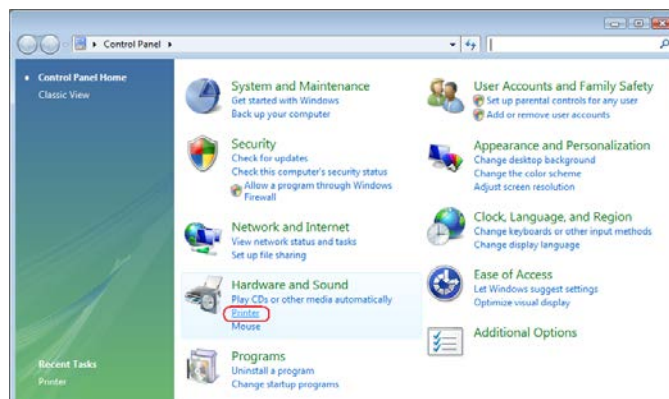 Control Panel
Control Panel Home
Classic View
Recent Tasks
Printer
System and Maintenance
Get started with Windows
Back up your computer
Security
Check for updates
Check this computer's security status
Allow a program through Windows
Firewall
Network and Internet
View network status and tasks
Set up file sharing
Hardware and Sound
Play CDs or other media automatically
Printer
Mouse
Programs
Uninstall a program
Change startup programs
User Accounts and Family Safety
Set up parental controls for any user
Add or remove user accounts
Appearance and Personalization
Change desktop background
Change the color scheme
Adjust screen resolution
Clock, Language, and Region
Change keyboards or other input methods
Change display language
Ease of Access
Let Windows suggest settings
Optimize visual display
Additional Options